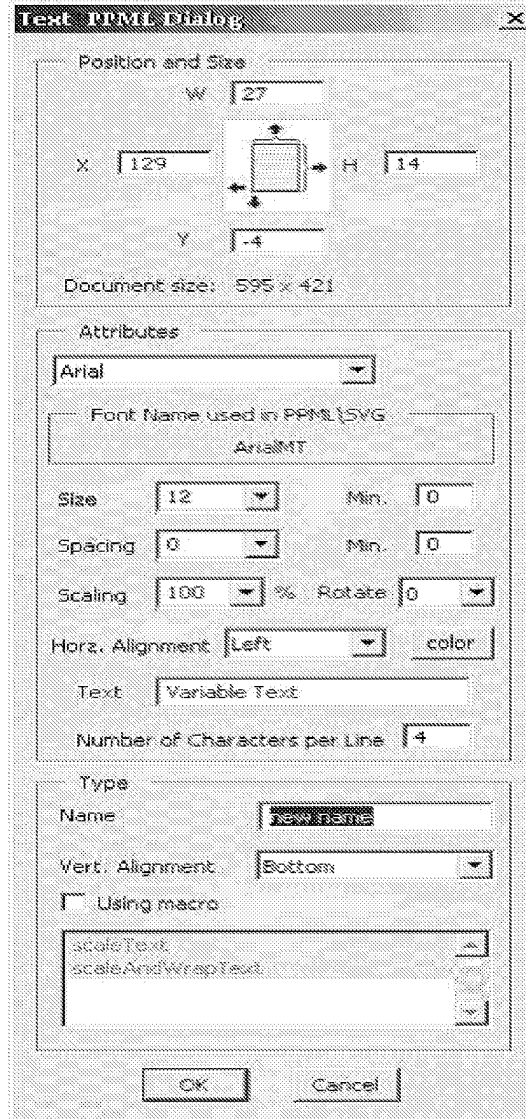 Text PPML Dialog
Position and Size
W 27
X 129 H 14
Y -4
Document size: 595 x 421
Attributes
Arial
Font Name used in PPML\SVG
ArialMT
Size 12 Min. 0
Spacing 0 Min. 0
Scaling 100 % Rotate 0
Horz. Alignment Left color
Text Variable Text
Number of Characters per Line 4
Type
Name new name
Vert. Alignment Bottom
Using macro
scaleText
scaleAndWrapText
OK Cancel